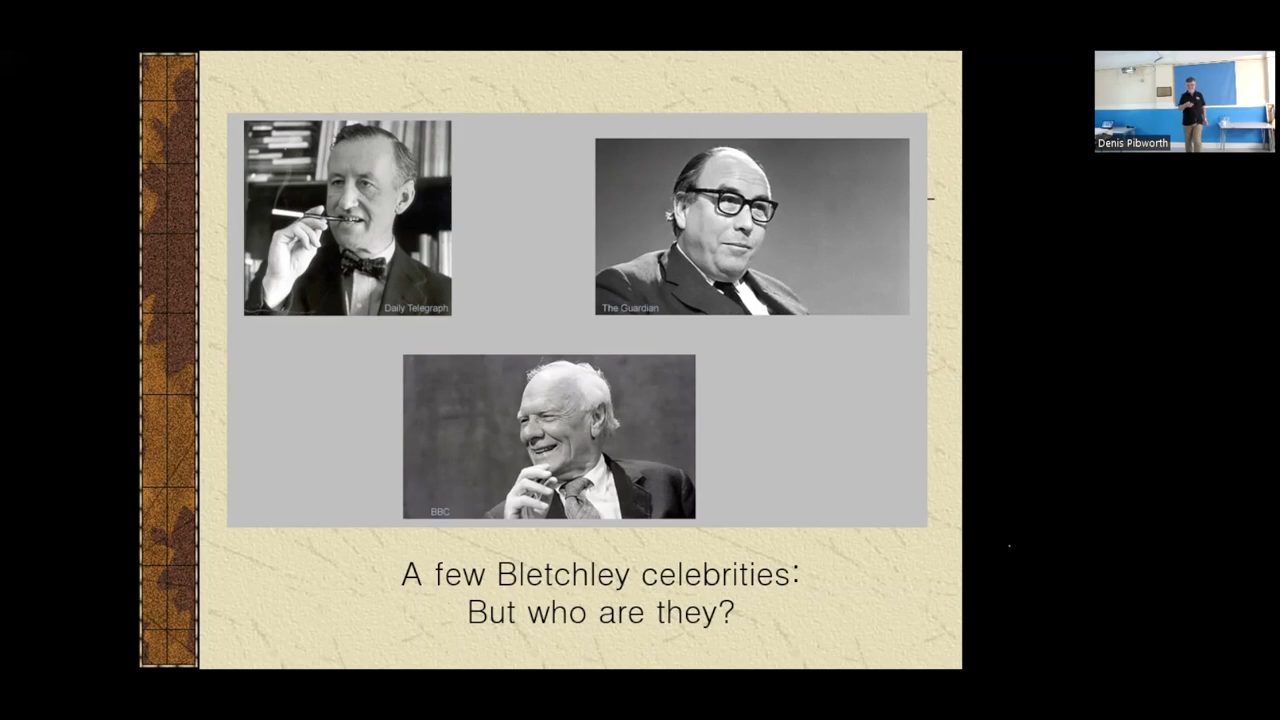 Daily Telegraph
The Guardian
BBC
A few Bletchley celebrities:
But who are they?
Denis Pibworth